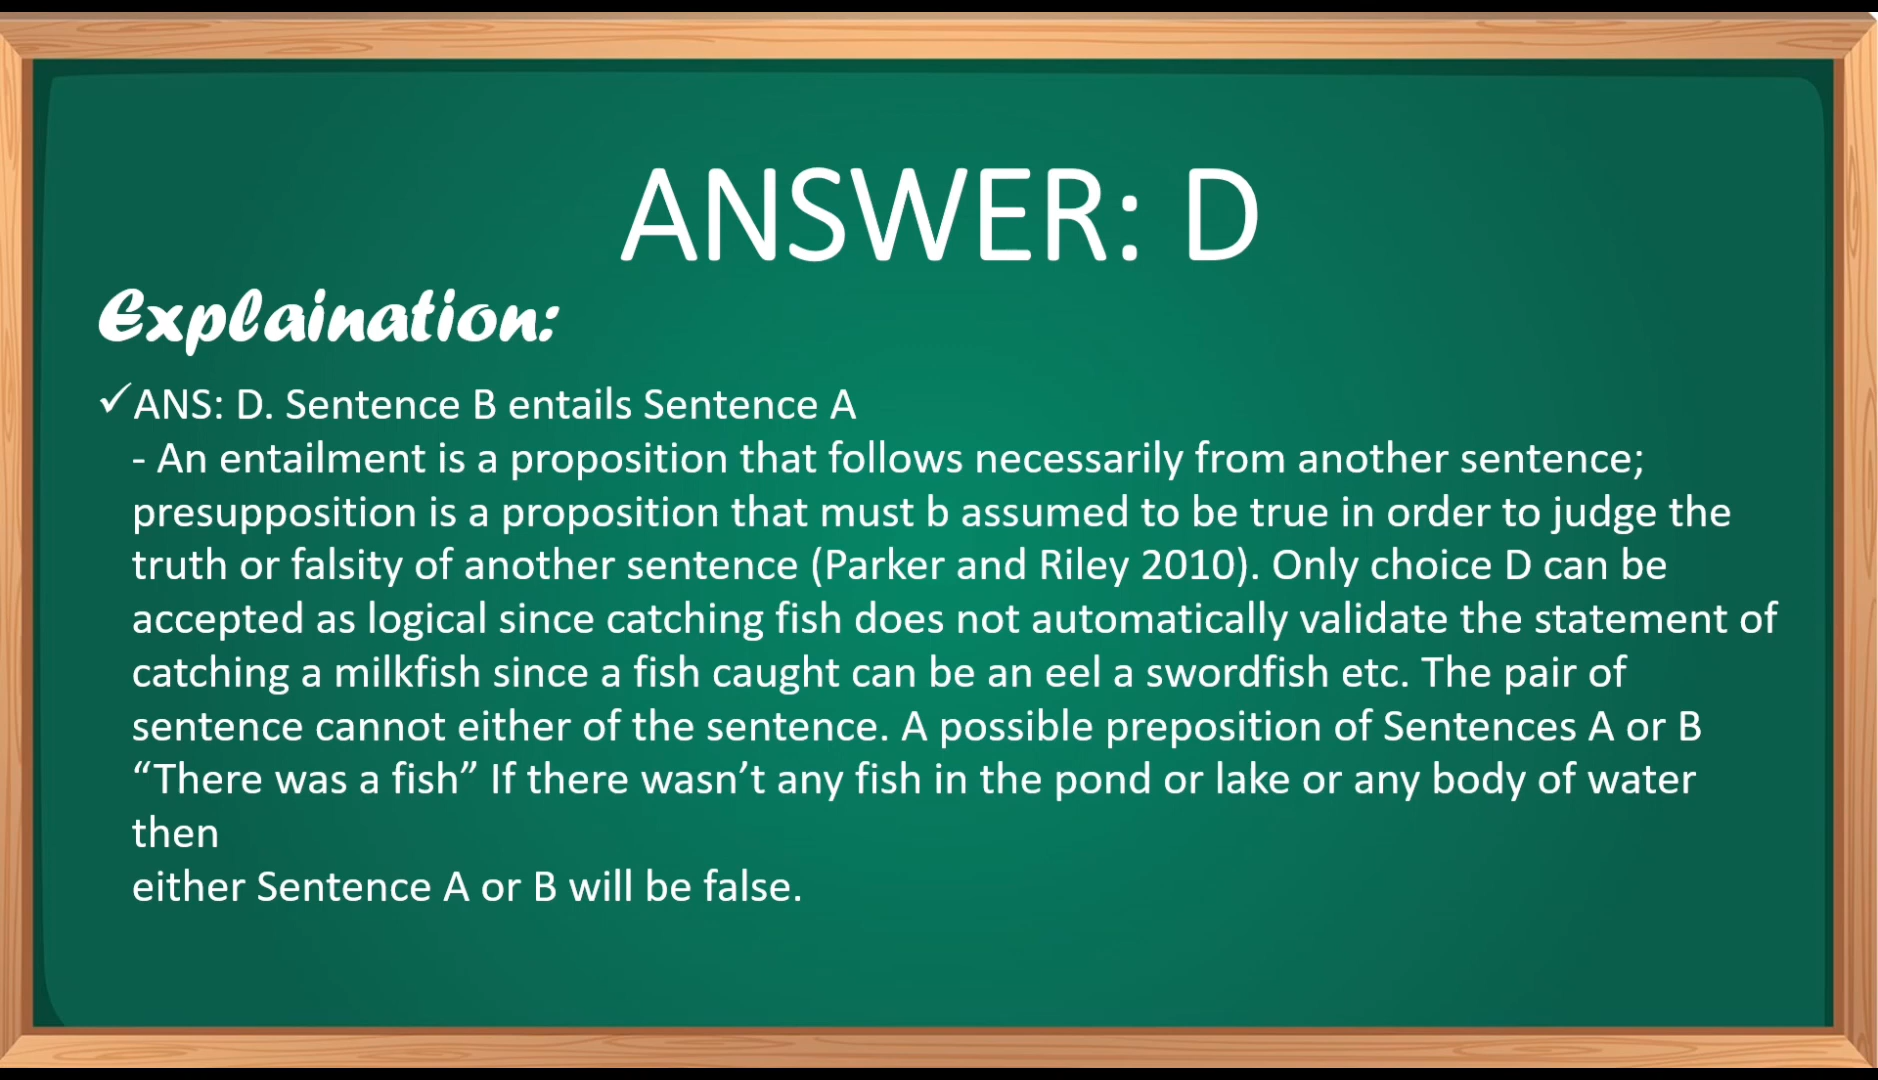 ANSWER: D
Explaination:
✓ANS: D. Sentence B entails Sentence A
- An entailment is a proposition that follows necessarily from another sentence;
presupposition is a proposition that must b assumed to be true in order to judge the
truth or falsity of another sentence (Parker and Riley 2010). Only choice D can be
accepted as logical since catching fish does not automatically validate the statement of
catching a milkfish since a fish caught can be an eel a swordfish etc. The pair of
sentence cannot either of the sentence. A possible preposition of Sentences A or B
“There was a fish” If there wasn’t any fish in the pond or lake or any body of water
then
either Sentence A or B will be false.